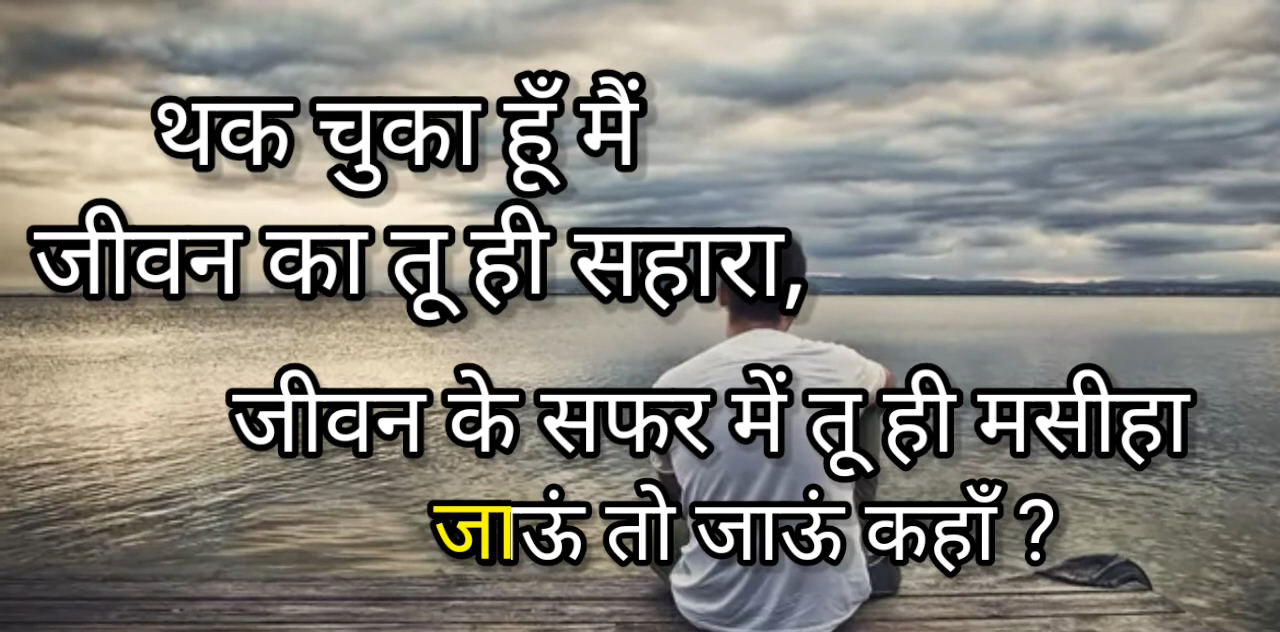 थक चुका हूँ मैं
जीवन का तू ही सहारा,
जीवन के सफर में तू ही मसीहा
जाऊं तो जाऊं कहाँ ?